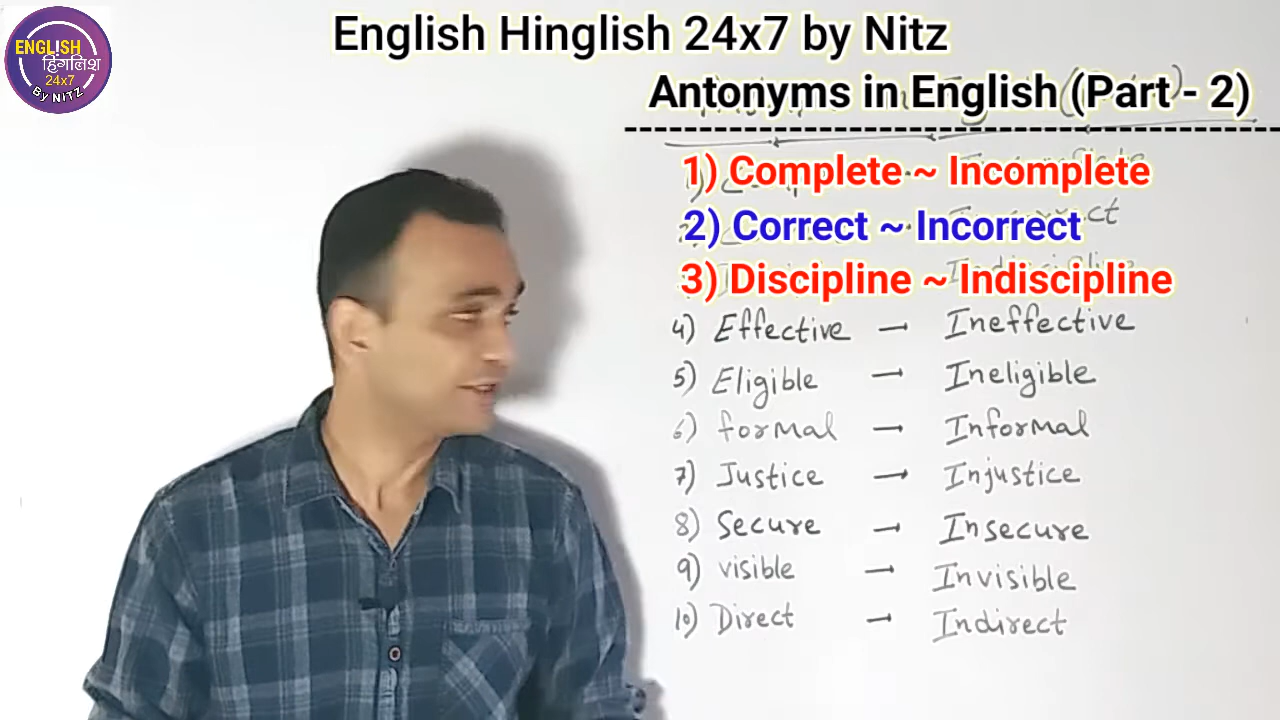 English Hinglish 24x7 by Nitz
ENGLISH
हिंगलिश
24x7
BY NITZ
Antonyms in English (Part - 2)
1) Complete ~ Incomplete
2) Correct ~ Incorrect
3) Discipline ~ Indiscipline
4) Effective → Ineffective
5) Eligible → Ineligible
6) formal → Informal
7) Justice → Injustice
8) Secure → Insecure
9) visible → Invisible
10) Direct → Indirect